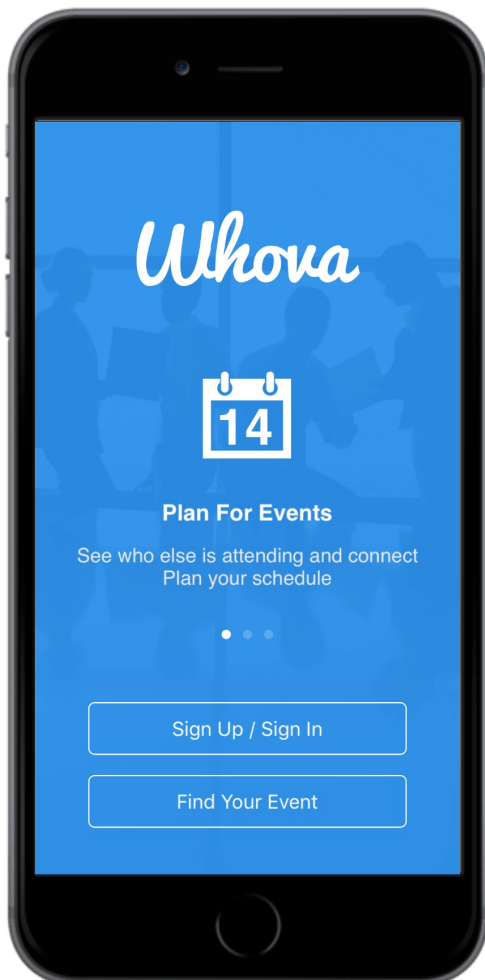 Whova
14
Plan For Events
See who else is attending and connect
Plan your schedule
Sign Up / Sign In
Find Your Event